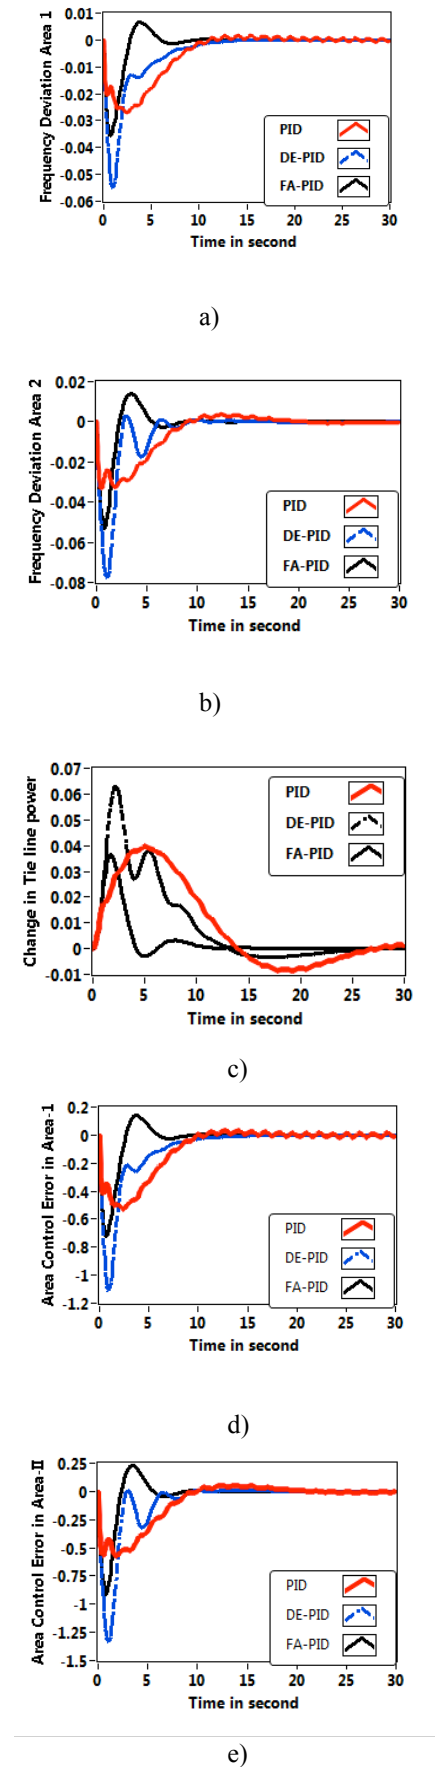 Frequency Deviation Area 1
0.01
0
-0.01
-0.02
-0.03
-0.04
-0.05
-0.06
PID
DE-PID
FA-PID
0 5 10 15 20 25 30
Time in second
a)
Frequency Deviation Area 2
0.02
0
-0.02
-0.04
-0.06
-0.08
PID
DE-PID
FA-PID
0 5 10 15 20 25 30
Time in second
b)
Change in Tie line power
0.07
0.06
0.05
0.04
0.03
0.02
0.01
0
-0.01
PID
DE-PID
FA-PID
0 5 10 15 20 25 30
Time in second
c)
Area Control Error in Area-1
0.2
0
-0.2
-0.4
-0.6
-0.8
-1
-1.2
PID
DE-PID
FA-PID
0 5 10 15 20 25 30
Time in second
d)
Area Control Error in Area-II
0.25
0
-0.25
-0.5
-0.75
-1
-1.25
-1.5
PID
DE-PID
FA-PID
0 5 10 15 20 25 30
Time in second
e)